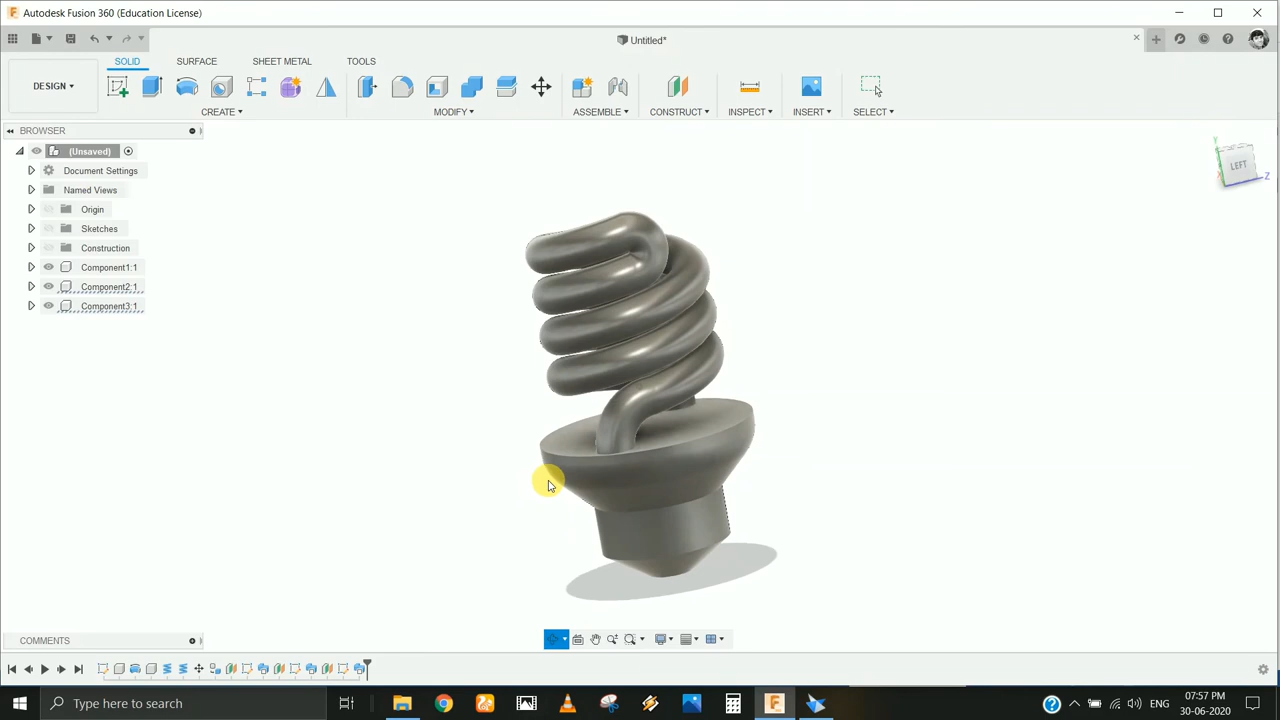 Autodesk Fusion 360 (Education License)
Untitled*
SOLID SURFACE SHEET METAL TOOLS
DESIGN ▾
CREATE ▾ MODIFY ▾ ASSEMBLE ▾ CONSTRUCT ▾ INSPECT ▾ INSERT ▾ SELECT ▾
BROWSER
(Unsaved)
Document Settings
Named Views
Origin
Sketches
Construction
Component1:1
Component2:1
Component3:1
Y
LEFT
Z
COMMENTS
Type here to search
ENG
07:57 PM
30-06-2020